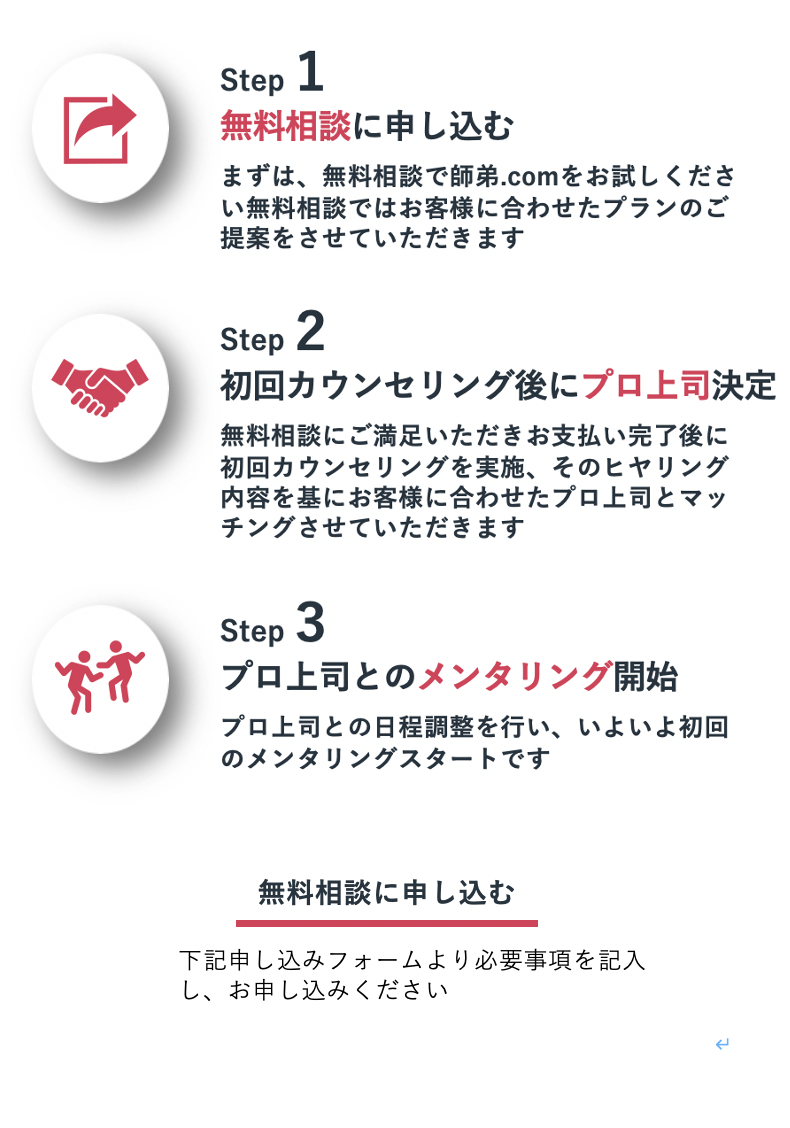 Step 1
無料相談に申し込む
まずは、無料相談で師弟.comをお試しくださ
い無料相談ではお客様に合わせたプランのご
提案をさせていただきます
Step 2
初回カウンセリング後にプロ上司決定
無料相談にご満足いただきお支払い完了後に
初回カウンセリングを実施、そのヒヤリング
内容を基にお客様に合わせたプロ上司とマッ
チングさせていただきます
Step 3
プロ上司とのメンタリング開始
プロ上司との日程調整を行い、いよいよ初回
のメンタリングスタートです
無料相談に申し込む
下記申し込みフォームより必要事項を記入
し、お申し込みください